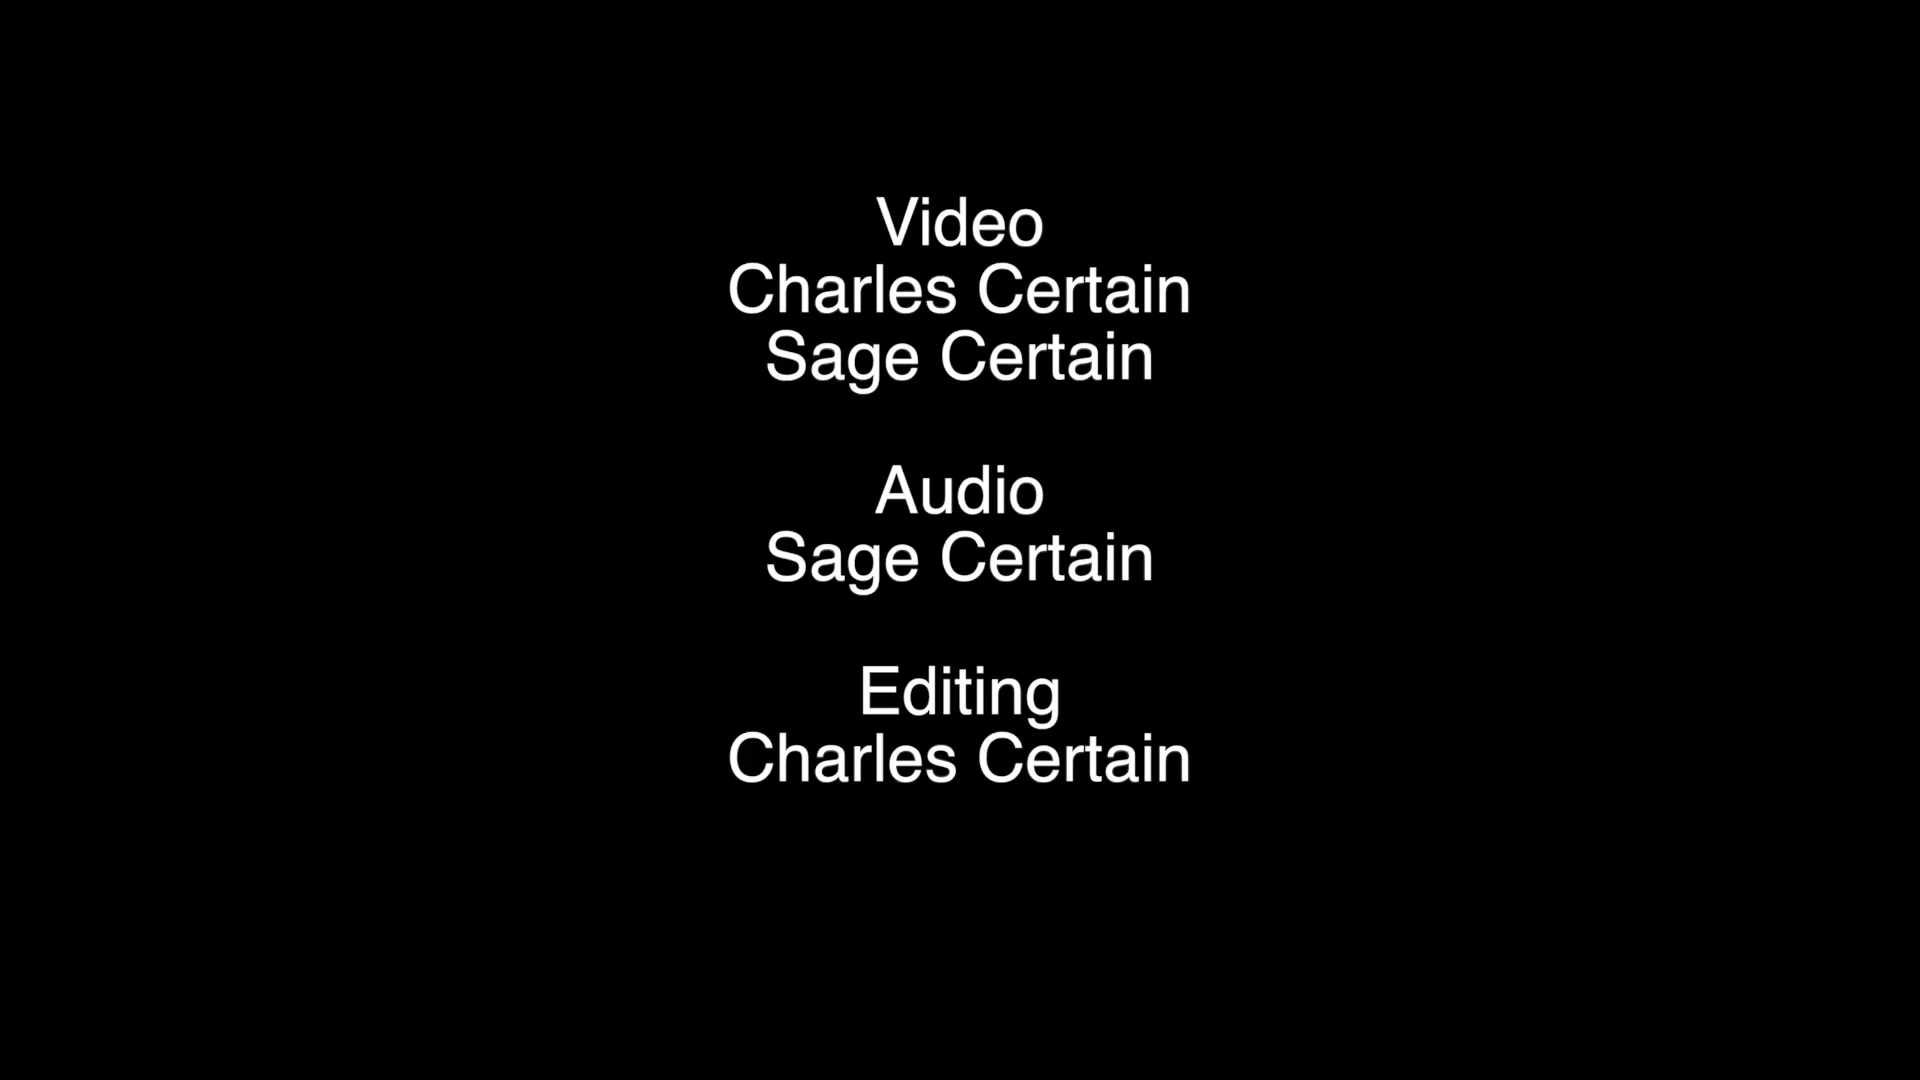 Video
Charles Certain
Sage Certain
Audio
Sage Certain
Editing
Charles Certain